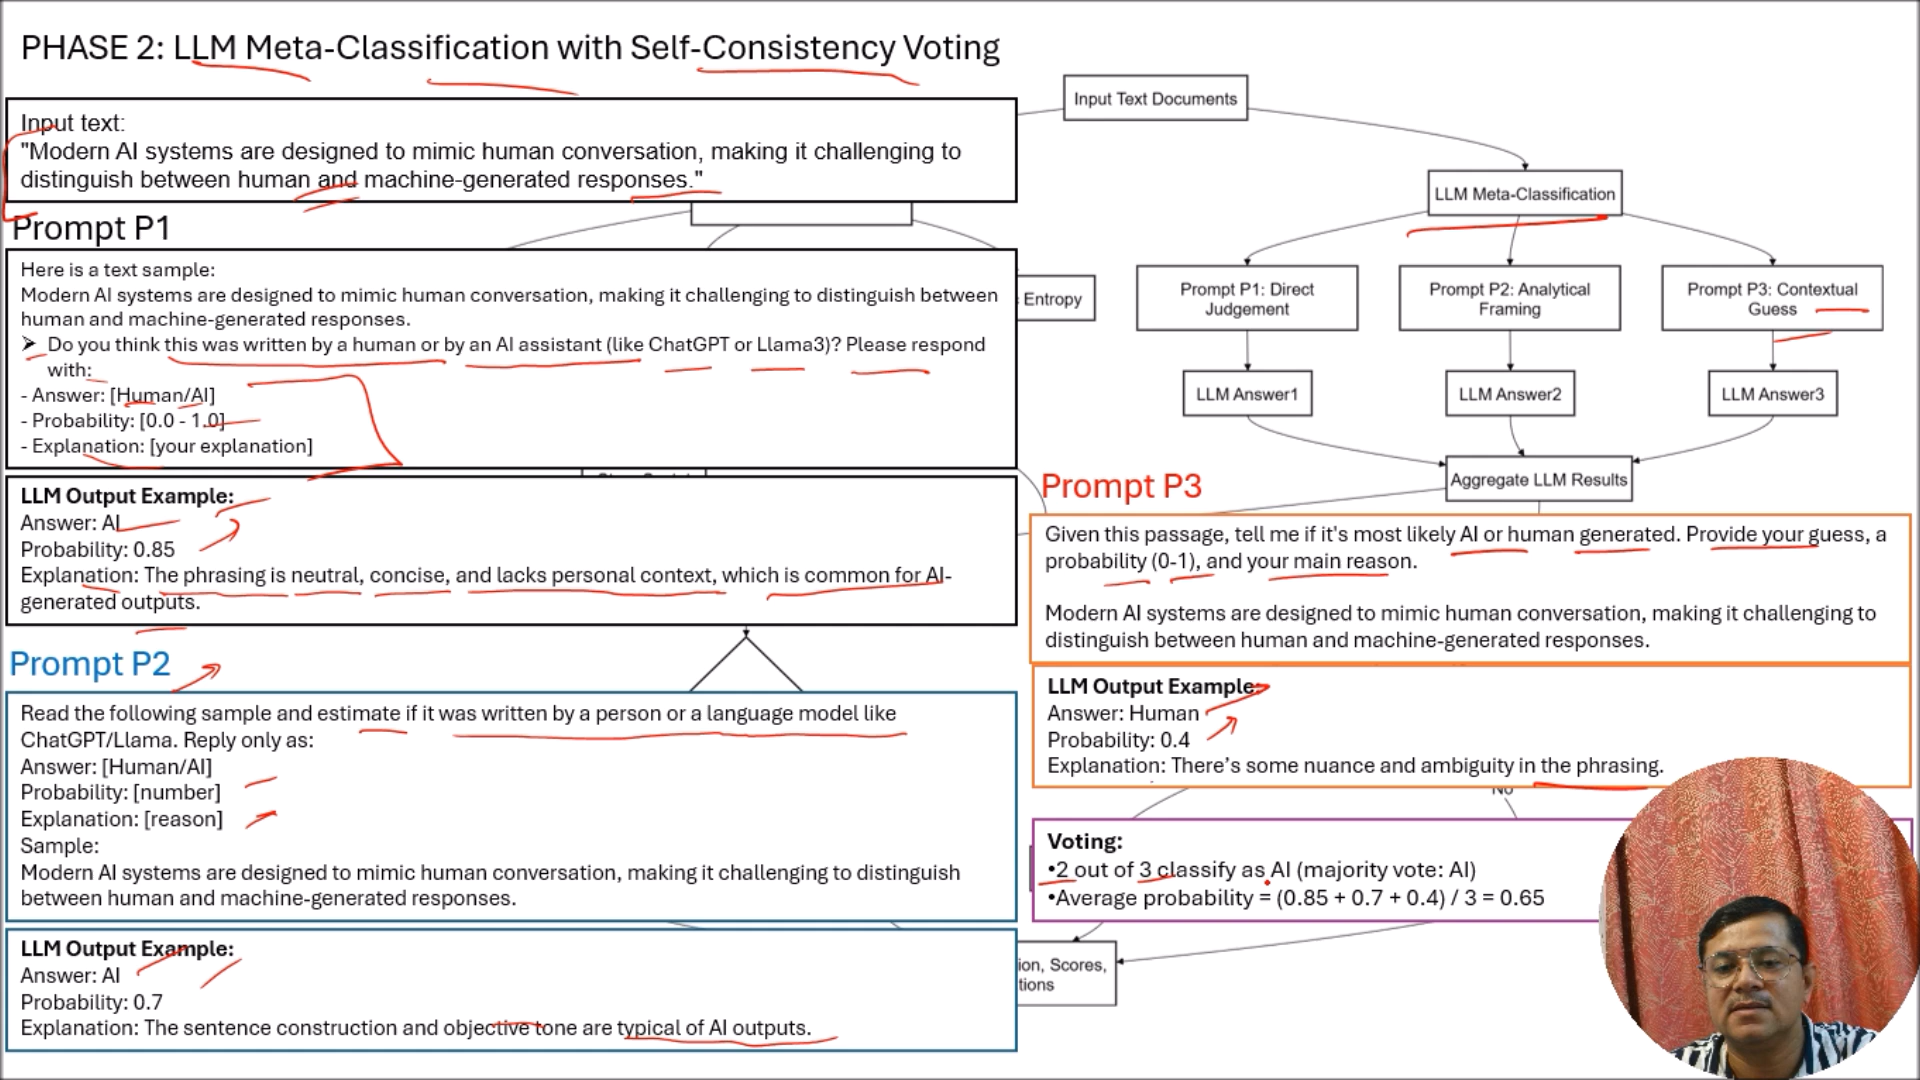 PHASE 2: LLM Meta-Classification with Self-Consistency Voting
Input text:
"Modern AI systems are designed to mimic human conversation, making it challenging to
distinguish between human and machine-generated responses."
Prompt P1
Here is a text sample:
Modern AI systems are designed to mimic human conversation, making it challenging to distinguish between
human and machine-generated responses.
➢ Do you think this was written by a human or by an AI assistant (like ChatGPT or Llama3)? Please respond
with:
- Answer: [Human/AI]
- Probability: [0.0 - 1.0]
- Explanation: [your explanation]
LLM Output Example:
Answer: AI
Probability: 0.85
Explanation: The phrasing is neutral, concise, and lacks personal context, which is common for AI-
generated outputs.
Prompt P2
Read the following sample and estimate if it was written by a person or a language model like
ChatGPT/Llama. Reply only as:
Answer: [Human/AI]
Probability: [number]
Explanation: [reason]
Sample:
Modern AI systems are designed to mimic human conversation, making it challenging to distinguish
between human and machine-generated responses.
LLM Output Example:
Answer: AI
Probability: 0.7
Explanation: The sentence construction and objective tone are typical of AI outputs.
Input Text Documents
LLM Meta-Classification
Entropy
Prompt P1: Direct
Judgement
Prompt P2: Analytical
Framing
Prompt P3: Contextual
Guess
LLM Answer1
LLM Answer2
LLM Answer3
Aggregate LLM Results
Prompt P3
Given this passage, tell me if it's most likely AI or human generated. Provide your guess, a
probability (0-1), and your main reason.
Modern AI systems are designed to mimic human conversation, making it challenging to
distinguish between human and machine-generated responses.
LLM Output Example:
Answer: Human
Probability: 0.4
Explanation: There's some nuance and ambiguity in the phrasing.
No
Voting:
•2 out of 3 classify as AI (majority vote: AI)
•Average probability = (0.85 + 0.7 + 0.4) / 3 = 0.65
ion, Scores,
tions